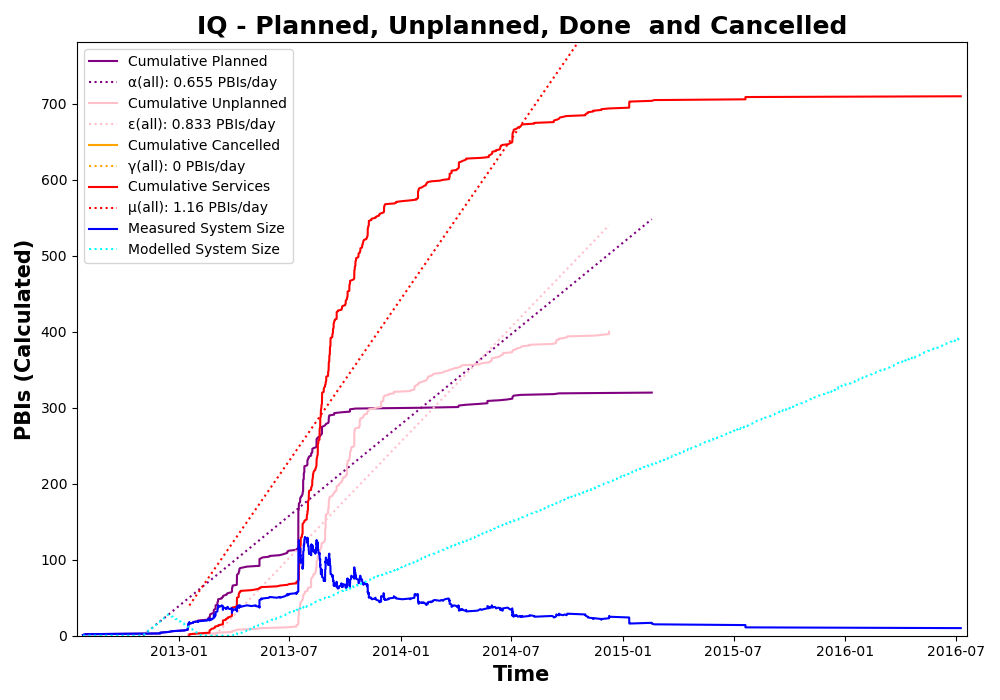 IQ - Planned, Unplanned, Done  and Cancelled
Cumulative Planned
α(all): 0.655 PBIs/day
Cumulative Unplanned
ε(all): 0.833 PBIs/day
Cumulative Cancelled
γ(all): 0 PBIs/day
Cumulative Services
μ(all): 1.16 PBIs/day
Measured System Size
Modelled System Size
PBIs (Calculated)
700
600
500
400
300
200
100
0
2013-01 2013-07 2014-01 2014-07 2015-01 2015-07 2016-01 2016-07
Time